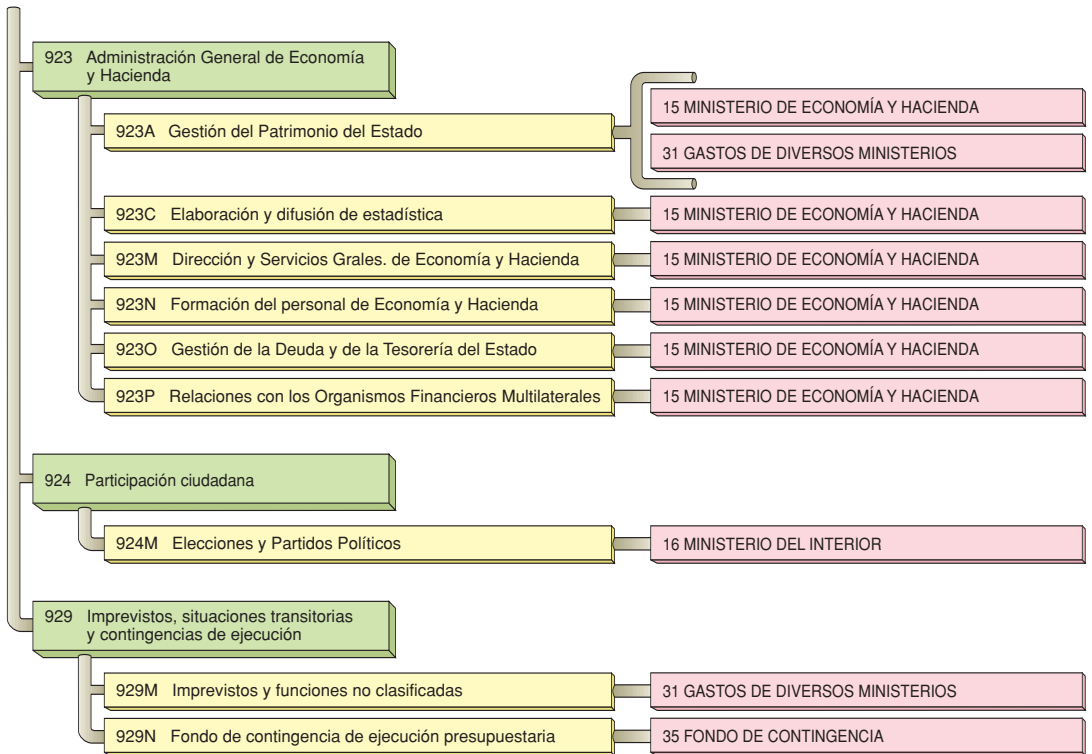 923 Administración General de Economía
y Hacienda
923A Gestión del Patrimonio del Estado
15 MINISTERIO DE ECONOMÍA Y HACIENDA
31 GASTOS DE DIVERSOS MINISTERIOS
923C Elaboración y difusión de estadística
15 MINISTERIO DE ECONOMÍA Y HACIENDA
923M Dirección y Servicios Grales. de Economía y Hacienda
15 MINISTERIO DE ECONOMÍA Y HACIENDA
923N Formación del personal de Economía y Hacienda
15 MINISTERIO DE ECONOMÍA Y HACIENDA
923O Gestión de la Deuda y de la Tesorería del Estado
15 MINISTERIO DE ECONOMÍA Y HACIENDA
923P Relaciones con los Organismos Financieros Multilaterales
15 MINISTERIO DE ECONOMÍA Y HACIENDA
924 Participación ciudadana
924M Elecciones y Partidos Políticos
16 MINISTERIO DEL INTERIOR
929 Imprevistos, situaciones transitorias
y contingencias de ejecución
929M Imprevistos y funciones no clasificadas
31 GASTOS DE DIVERSOS MINISTERIOS
929N Fondo de contingencia de ejecución presupuestaria
35 FONDO DE CONTINGENCIA